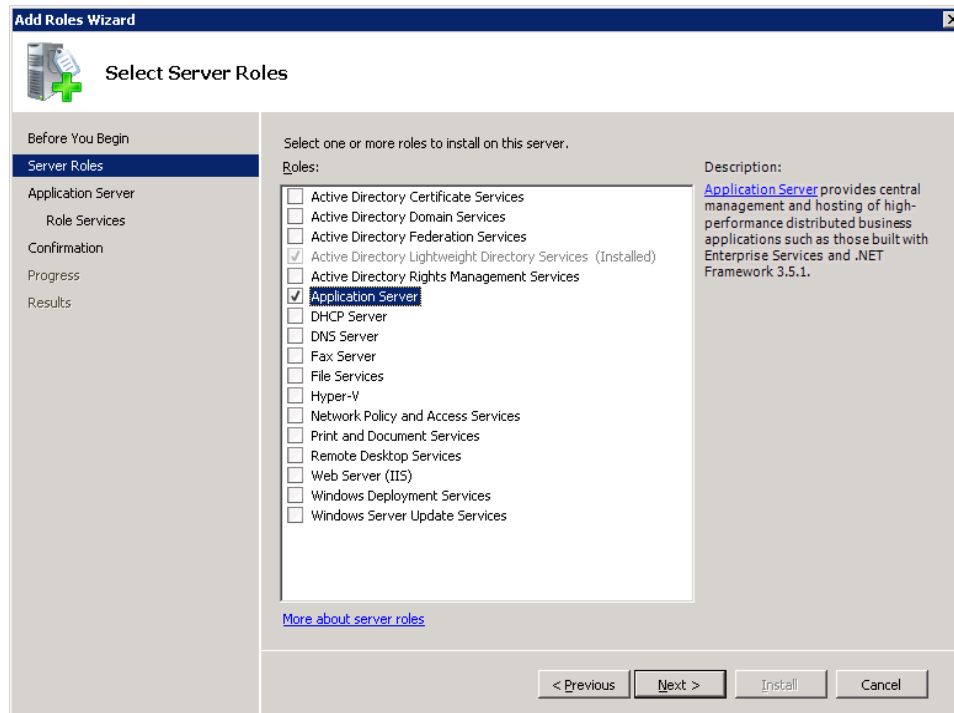 Add Roles Wizard
Select Server Roles
Before You Begin
Server Roles
Application Server
Role Services
Confirmation
Progress
Results
Select one or more roles to install on this server.
Roles:
Active Directory Certificate Services
Active Directory Domain Services
Active Directory Federation Services
Active Directory Lightweight Directory Services (Installed)
Active Directory Rights Management Services
Application Server
DHCP Server
DNS Server
Fax Server
File Services
Hyper-V
Network Policy and Access Services
Print and Document Services
Remote Desktop Services
Web Server (IIS)
Windows Deployment Services
Windows Server Update Services
More about server roles
Description:
Application Server provides central
management and hosting of high-
performance distributed business
applications such as those built with
Enterprise Services and .NET
Framework 3.5.1.
< Previous
Next >
Install
Cancel